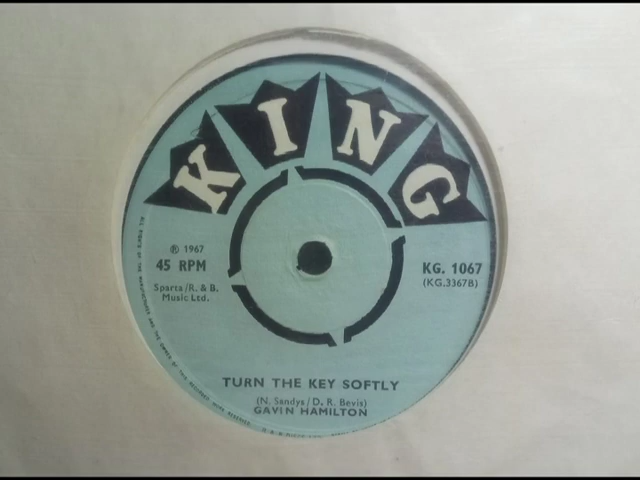 KING
℗ 1967
45 RPM
Sparta/R. & B.
Music Ltd.
KG. 1067
(KG.3367B)
TURN THE KEY SOFTLY
(N. Sandys/D. R. Bevis)
GAVIN HAMILTON